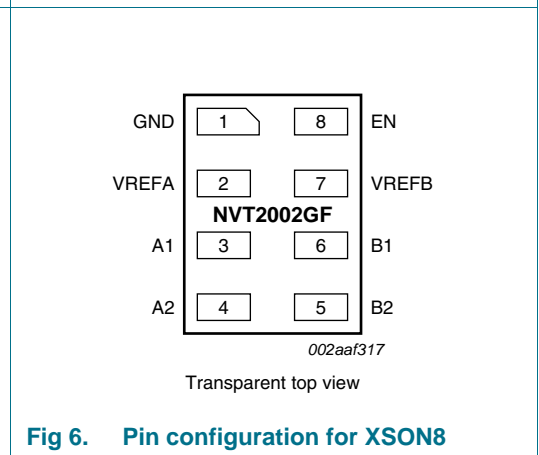 GND 1 8 EN
VREFA 2 7 VREFB
NVT2002GF
A1 3 6 B1
A2 4 5 B2
002aaf317
Transparent top view
Fig 6. Pin configuration for XSON8